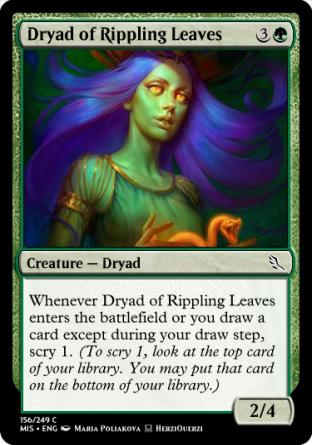 Dryad of Rippling Leaves 3
Creature — Dryad
Whenever Dryad of Rippling Leaves
enters the battlefield or you draw a
card except during your draw step,
scry 1. (To scry 1, look at the top card
of your library. You may put that card
on the bottom of your library.)
2/4
156/249 C
MIS • ENG Maria Poliakova HerziQuerzi